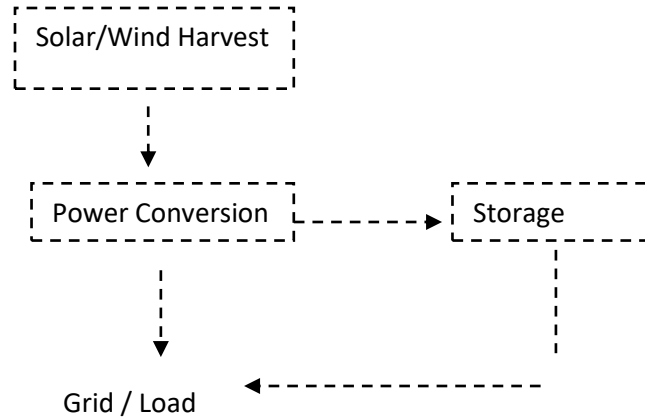 Solar/Wind Harvest
Power Conversion
Storage
Grid / Load